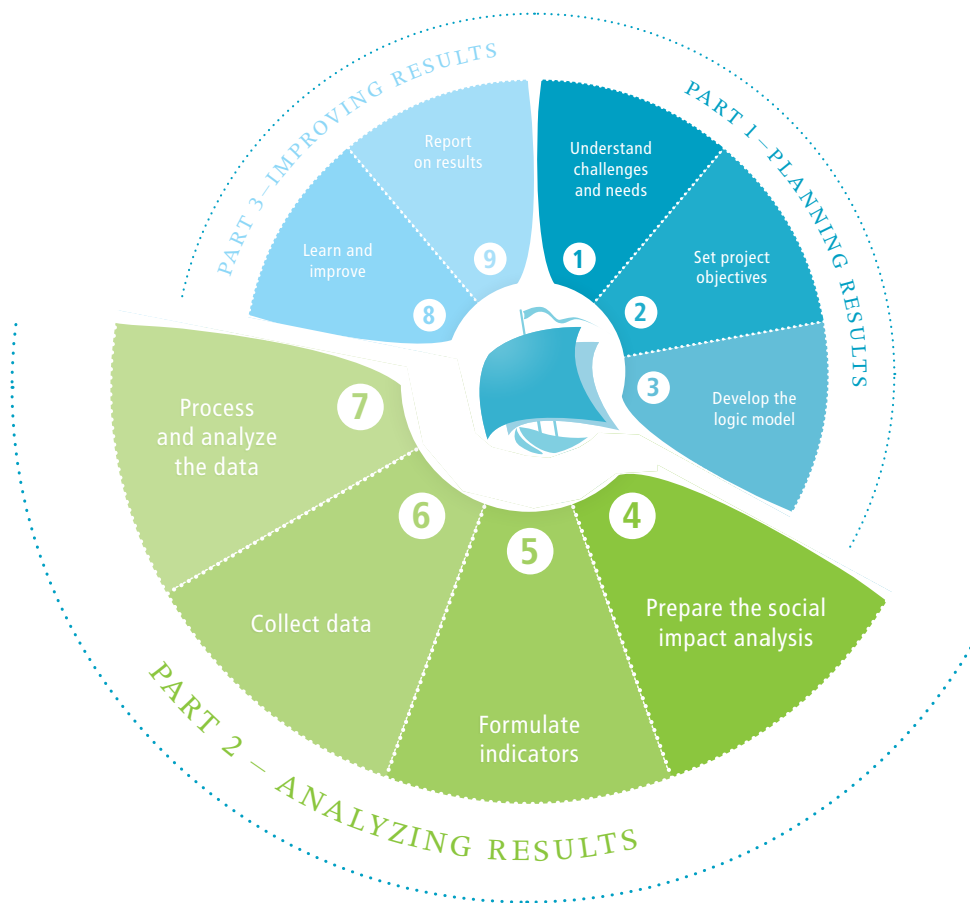 PART 1 – PLANNING RESULTS
Understand
challenges
and needs
1
Set project
objectives
2
Develop the
logic model
3
PART 2 – ANALYZING RESULTS
4
Prepare the social
impact analysis
5
Formulate
indicators
6
Collect data
7
Process
and analyze
the data
PART 3 – IMPROVING RESULTS
Learn and
improve
8
Report
on results
9